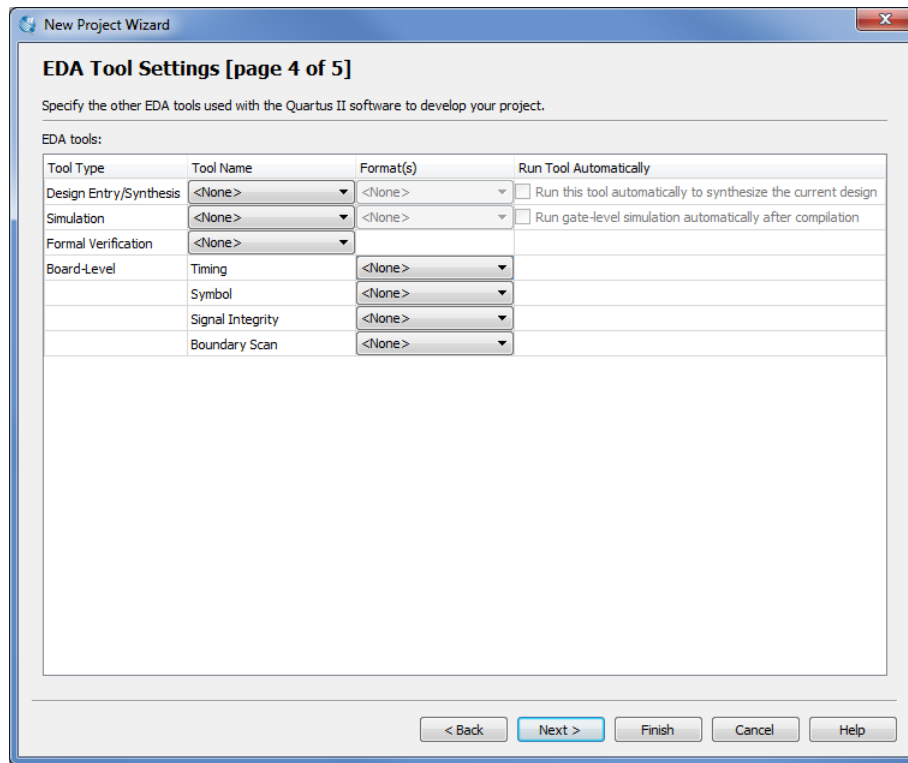 New Project Wizard
EDA Tool Settings [page 4 of 5]
Specify the other EDA tools used with the Quartus II software to develop your project.
EDA tools:
Tool Type Tool Name Format(s) Run Tool Automatically
Design Entry/Synthesis <None> <None> Run this tool automatically to synthesize the current design
Simulation <None> <None> Run gate-level simulation automatically after compilation
Formal Verification <None>
Board-Level Timing <None>
Symbol <None>
Signal Integrity <None>
Boundary Scan <None>
< Back Next > Finish Cancel Help